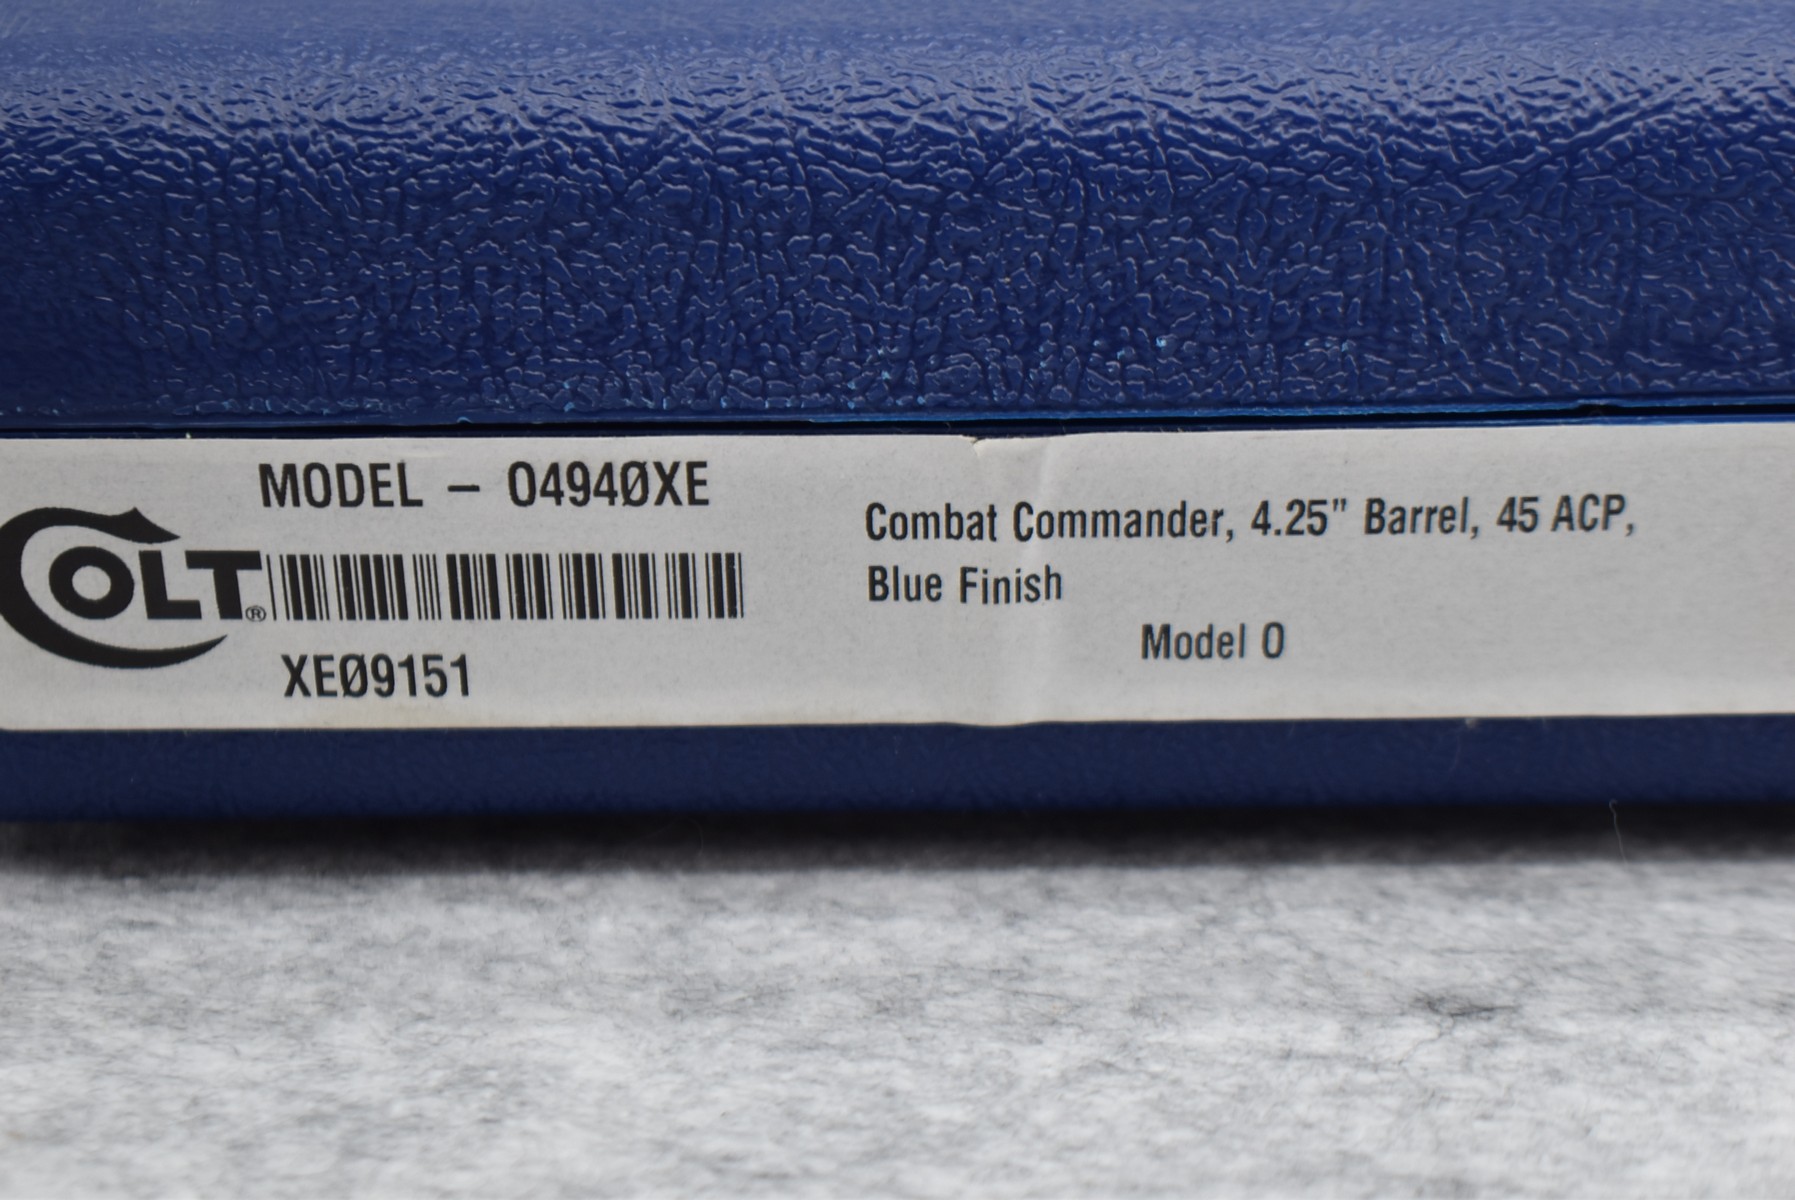 MODEL – O494ØXE
COLT®
XEØ9151
Combat Commander, 4.25" Barrel, 45 ACP,
Blue Finish
Model O